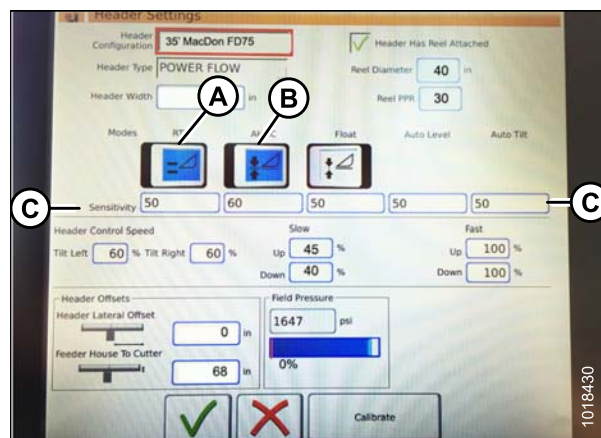 Header Settings
Header Configuration
35' MacDon FD75
Header Has Reel Attached
Header Type
POWER FLOW
Reel Diameter 40 in
Header Width in
Reel PPR 30
A
B
Modes
Float
Auto Level
Auto Tilt
C
C
Sensitivity
50
60
50
50
50
Header Control Speed
Slow
Fast
Tilt Left 60 % Tilt Right 60 %
Up 45 %
Up 100 %
Down 40 %
Down 100 %
Header Offsets
Field Pressure
Header Lateral Offset
0 in
1647 psi
Feeder House To Cutter
68 in
0%
Calibrate
1018430